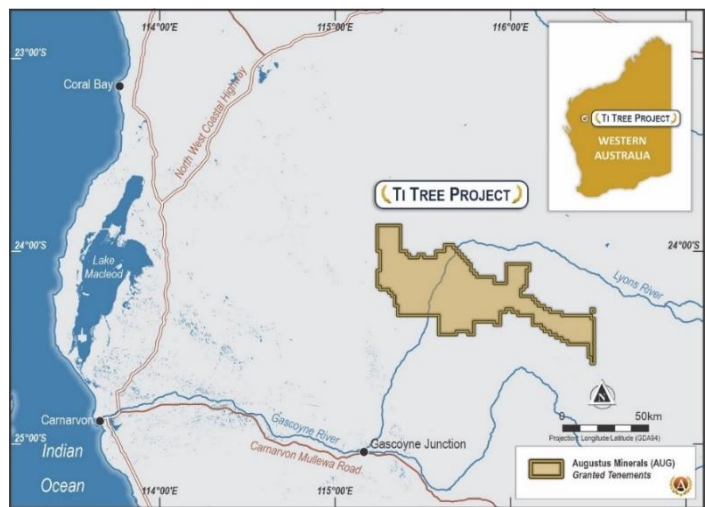 114°00'E 115°00'E 116°00'E
23°00'S
Coral Bay
North West Coastal Highway
TI TREE PROJECT
WESTERN
AUSTRALIA
TI TREE PROJECT
24°00'S 24°00'S
Lake
Macleod
Lyons River
Carnarvon
Gascoyne River
Carnarvon Mullewa Road
Gascoyne Junction
25°00'S
Indian
Ocean
0 50km
Projection: Longitude/Latitude (GDA94)
Augustus Minerals (AUG)
Granted Tenements
114°00'E 115°00'E
A